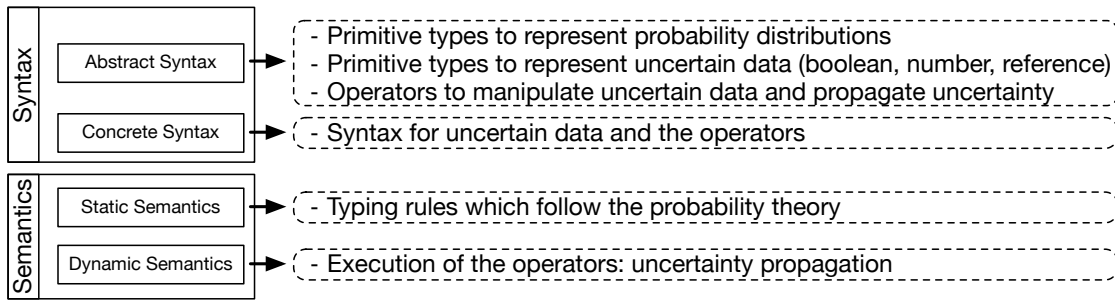 Syntax
Abstract Syntax
- Primitive types to represent probability distributions
- Primitive types to represent uncertain data (boolean, number, reference)
- Operators to manipulate uncertain data and propagate uncertainty
Concrete Syntax
- Syntax for uncertain data and the operators
Semantics
Static Semantics
- Typing rules which follow the probability theory
Dynamic Semantics
- Execution of the operators: uncertainty propagation